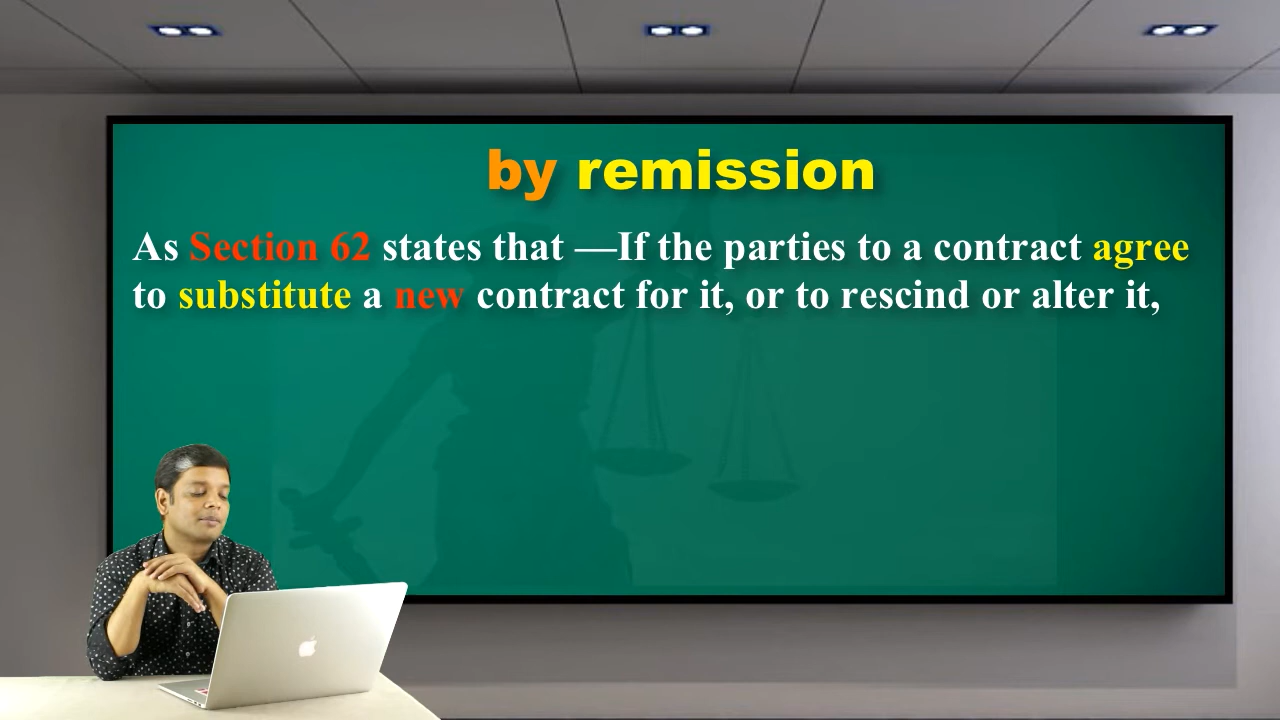 by remission
As Section 62 states that —If the parties to a contract agree
to substitute a new contract for it, or to rescind or alter it,